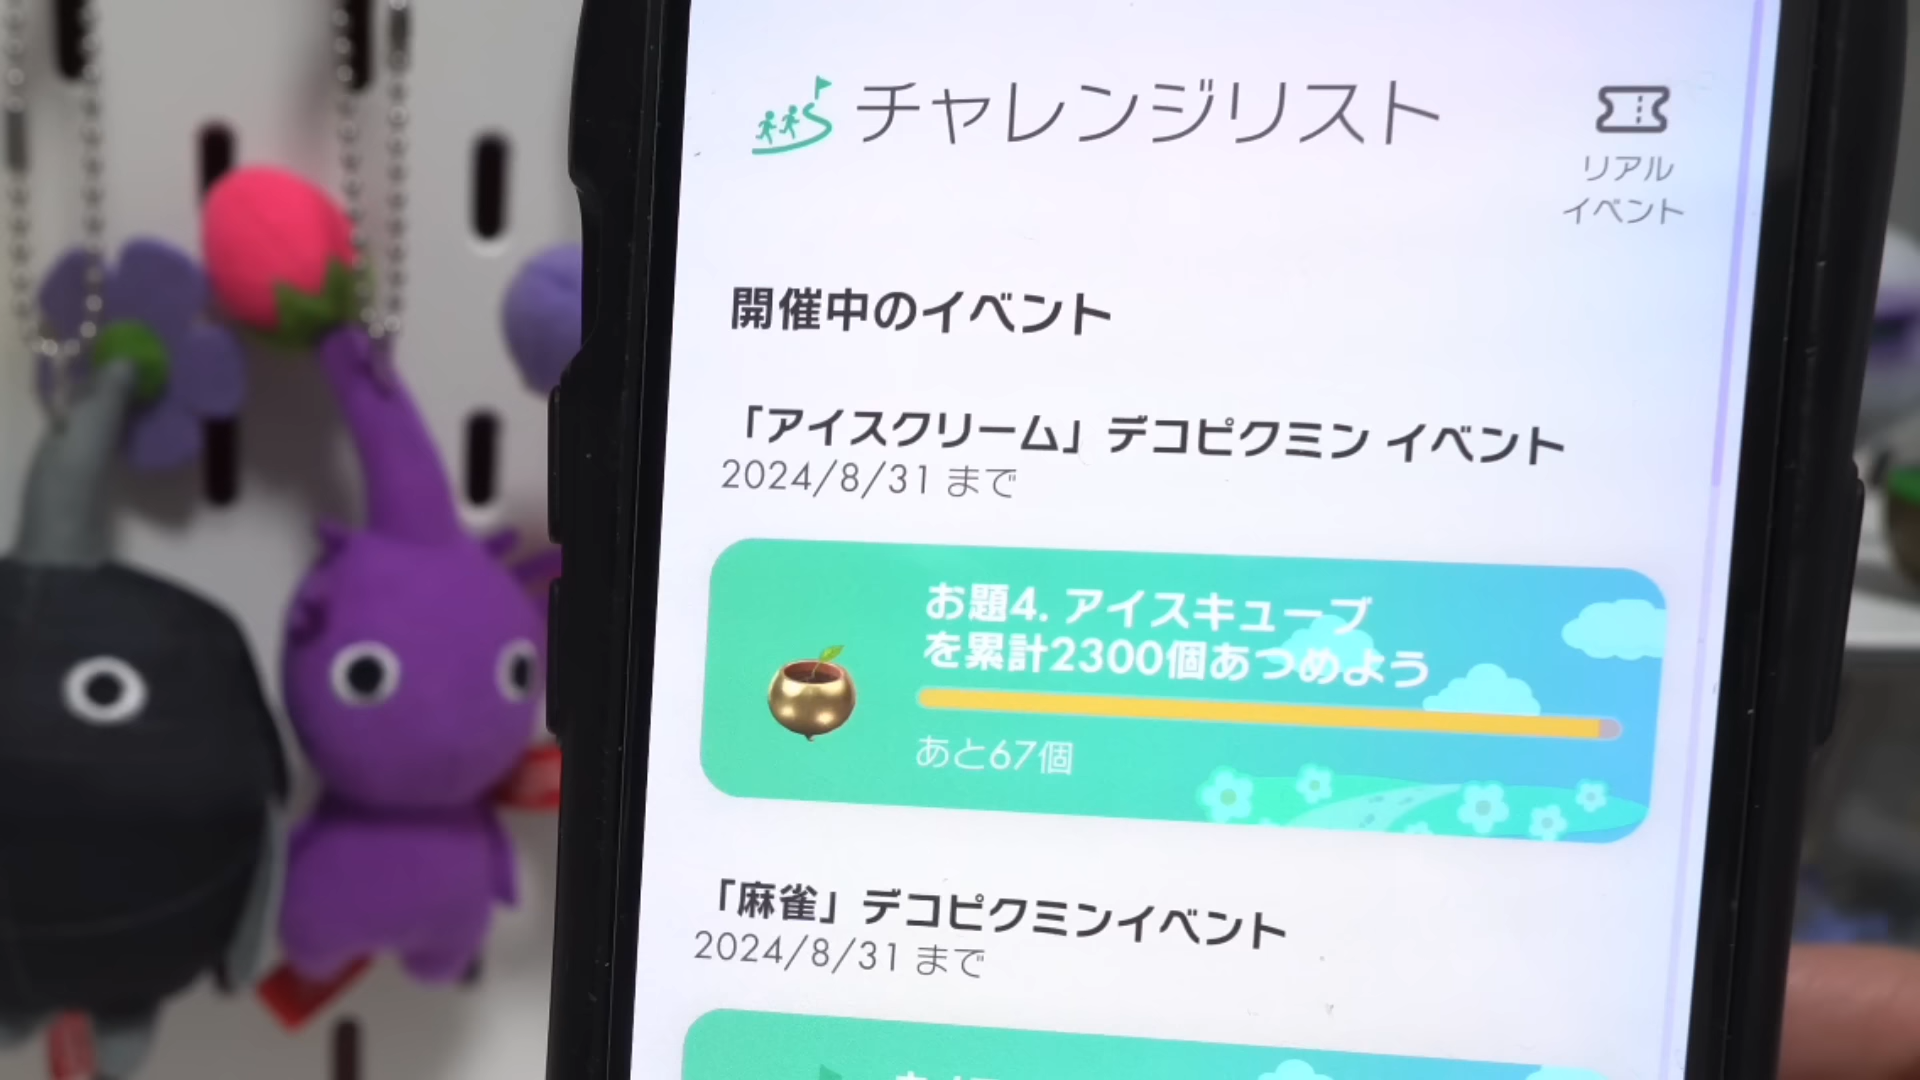 チャレンジリスト
リアル
イベント
開催中のイベント
「アイスクリーム」デコピクミン イベント
2024/8/31 まで
お題4. アイスキューブ
を累計2300個あつめよう
あと67個
「麻雀」デコピクミンイベント
2024/8/31 まで